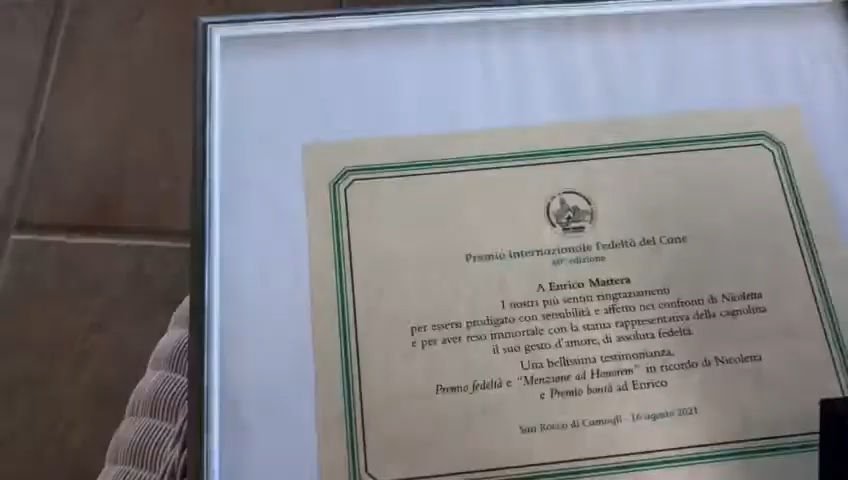 Premio Internazionale Fedeltà del Cane
60ª edizione
A Enrico Mattera
I nostri più sentiti ringraziamenti
per essersi prodigato con sensibilità e affetto nei confronti di Nicoletta
e per aver reso immortale con la statua rappresentativa della cagnolina
il suo gesto d'amore, di assoluta fedeltà.
Una bellissima testimonianza.
Premio fedeltà e "Menzione ad Honorem" in ricordo di Nicoletta
e Premio bontà ad Enrico
San Rocco di Camogli - 16 agosto 2021